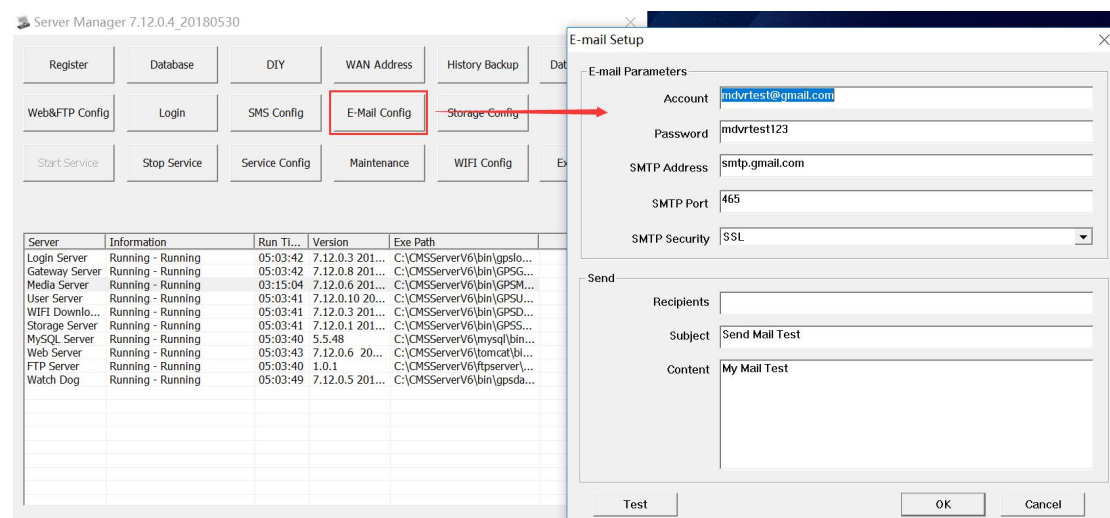 Server Manager 7.12.0.4_20180530
Register Database DIY WAN Address History Backup Dat
Web&FTP Config Login SMS Config E-Mail Config Storage Config
Start Service Stop Service Service Config Maintenance WIFI Config Ex
Server Information Run Ti... Version Exe Path
Login Server Running - Running 05:03:42 7.12.0.3 201... C:\CMSServerV6\bin\gpslo...
Gateway Server Running - Running 05:03:42 7.12.0.8 201... C:\CMSServerV6\bin\GPSG...
Media Server Running - Running 03:15:04 7.12.0.6 201... C:\CMSServerV6\bin\GPSM...
User Server Running - Running 05:03:41 7.12.0.10 20... C:\CMSServerV6\bin\GPSU...
WIFI Downlo... Running - Running 05:03:41 7.12.0.3 201... C:\CMSServerV6\bin\GPSD...
Storage Server Running - Running 05:03:41 7.12.0.1 201... C:\CMSServerV6\bin\GPSS...
MySQL Server Running - Running 05:03:40 5.5.48 C:\CMSServerV6\mysql\bin...
Web Server Running - Running 05:03:43 7.12.0.6 20... C:\CMSServerV6\tomcat\bi...
FTP Server Running - Running 05:03:40 1.0.1 C:\CMSServerV6\ftpserver\...
Watch Dog Running - Running 05:03:49 7.12.0.5 201... C:\CMSServerV6\bin\gpsda...
E-mail Setup
E-mail Parameters
Account mdvrtest@gmail.com
Password mdvrtest123
SMTP Address smtp.gmail.com
SMTP Port 465
SMTP Security SSL
Send
Recipients
Subject Send Mail Test
Content My Mail Test
Test OK Cancel